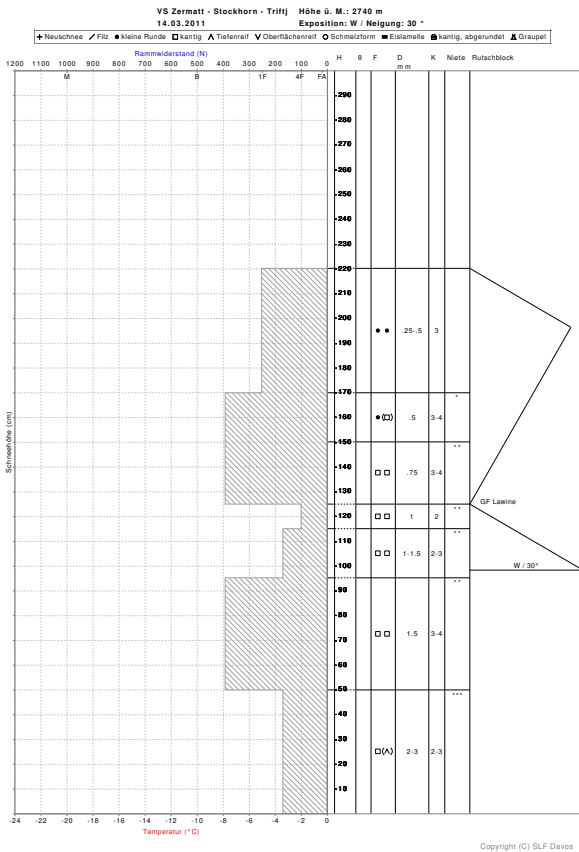 VS Zermatt - Stockhorn - Triftj Höhe ü. M.: 2740 m
14.03.2011 Exposition: W / Neigung: 30 °
Neuschnee Filz kleine Runde kantig Tiefenreif Oberflächenreif Schmelzform Eislamelle kantig, abgerundet Graupel
Rammwiderstand (N)
1200 1100 1000 900 800 700 600 500 400 300 200 100 0 H θ F D K Niete Rutschblock
mm
M B 1F 4F FA
290
280
270
260
250
240
230
220
210
200
190 .25-.5 3
180
170
*
160 .5 3-4
150
**
140 .75 3-4
130
GF Lawine
**
120 1 2
**
110 1-1.5 2-3
100 W / 30°
**
90
80
70 1.5 3-4
60
50
***
40
30 2-3 2-3
20
10
-24 -22 -20 -18 -16 -14 -12 -10 -8 -6 -4 -2 0
Temperatur (°C)
Schneehöhe (cm)
Copyright (C) SLF Davos